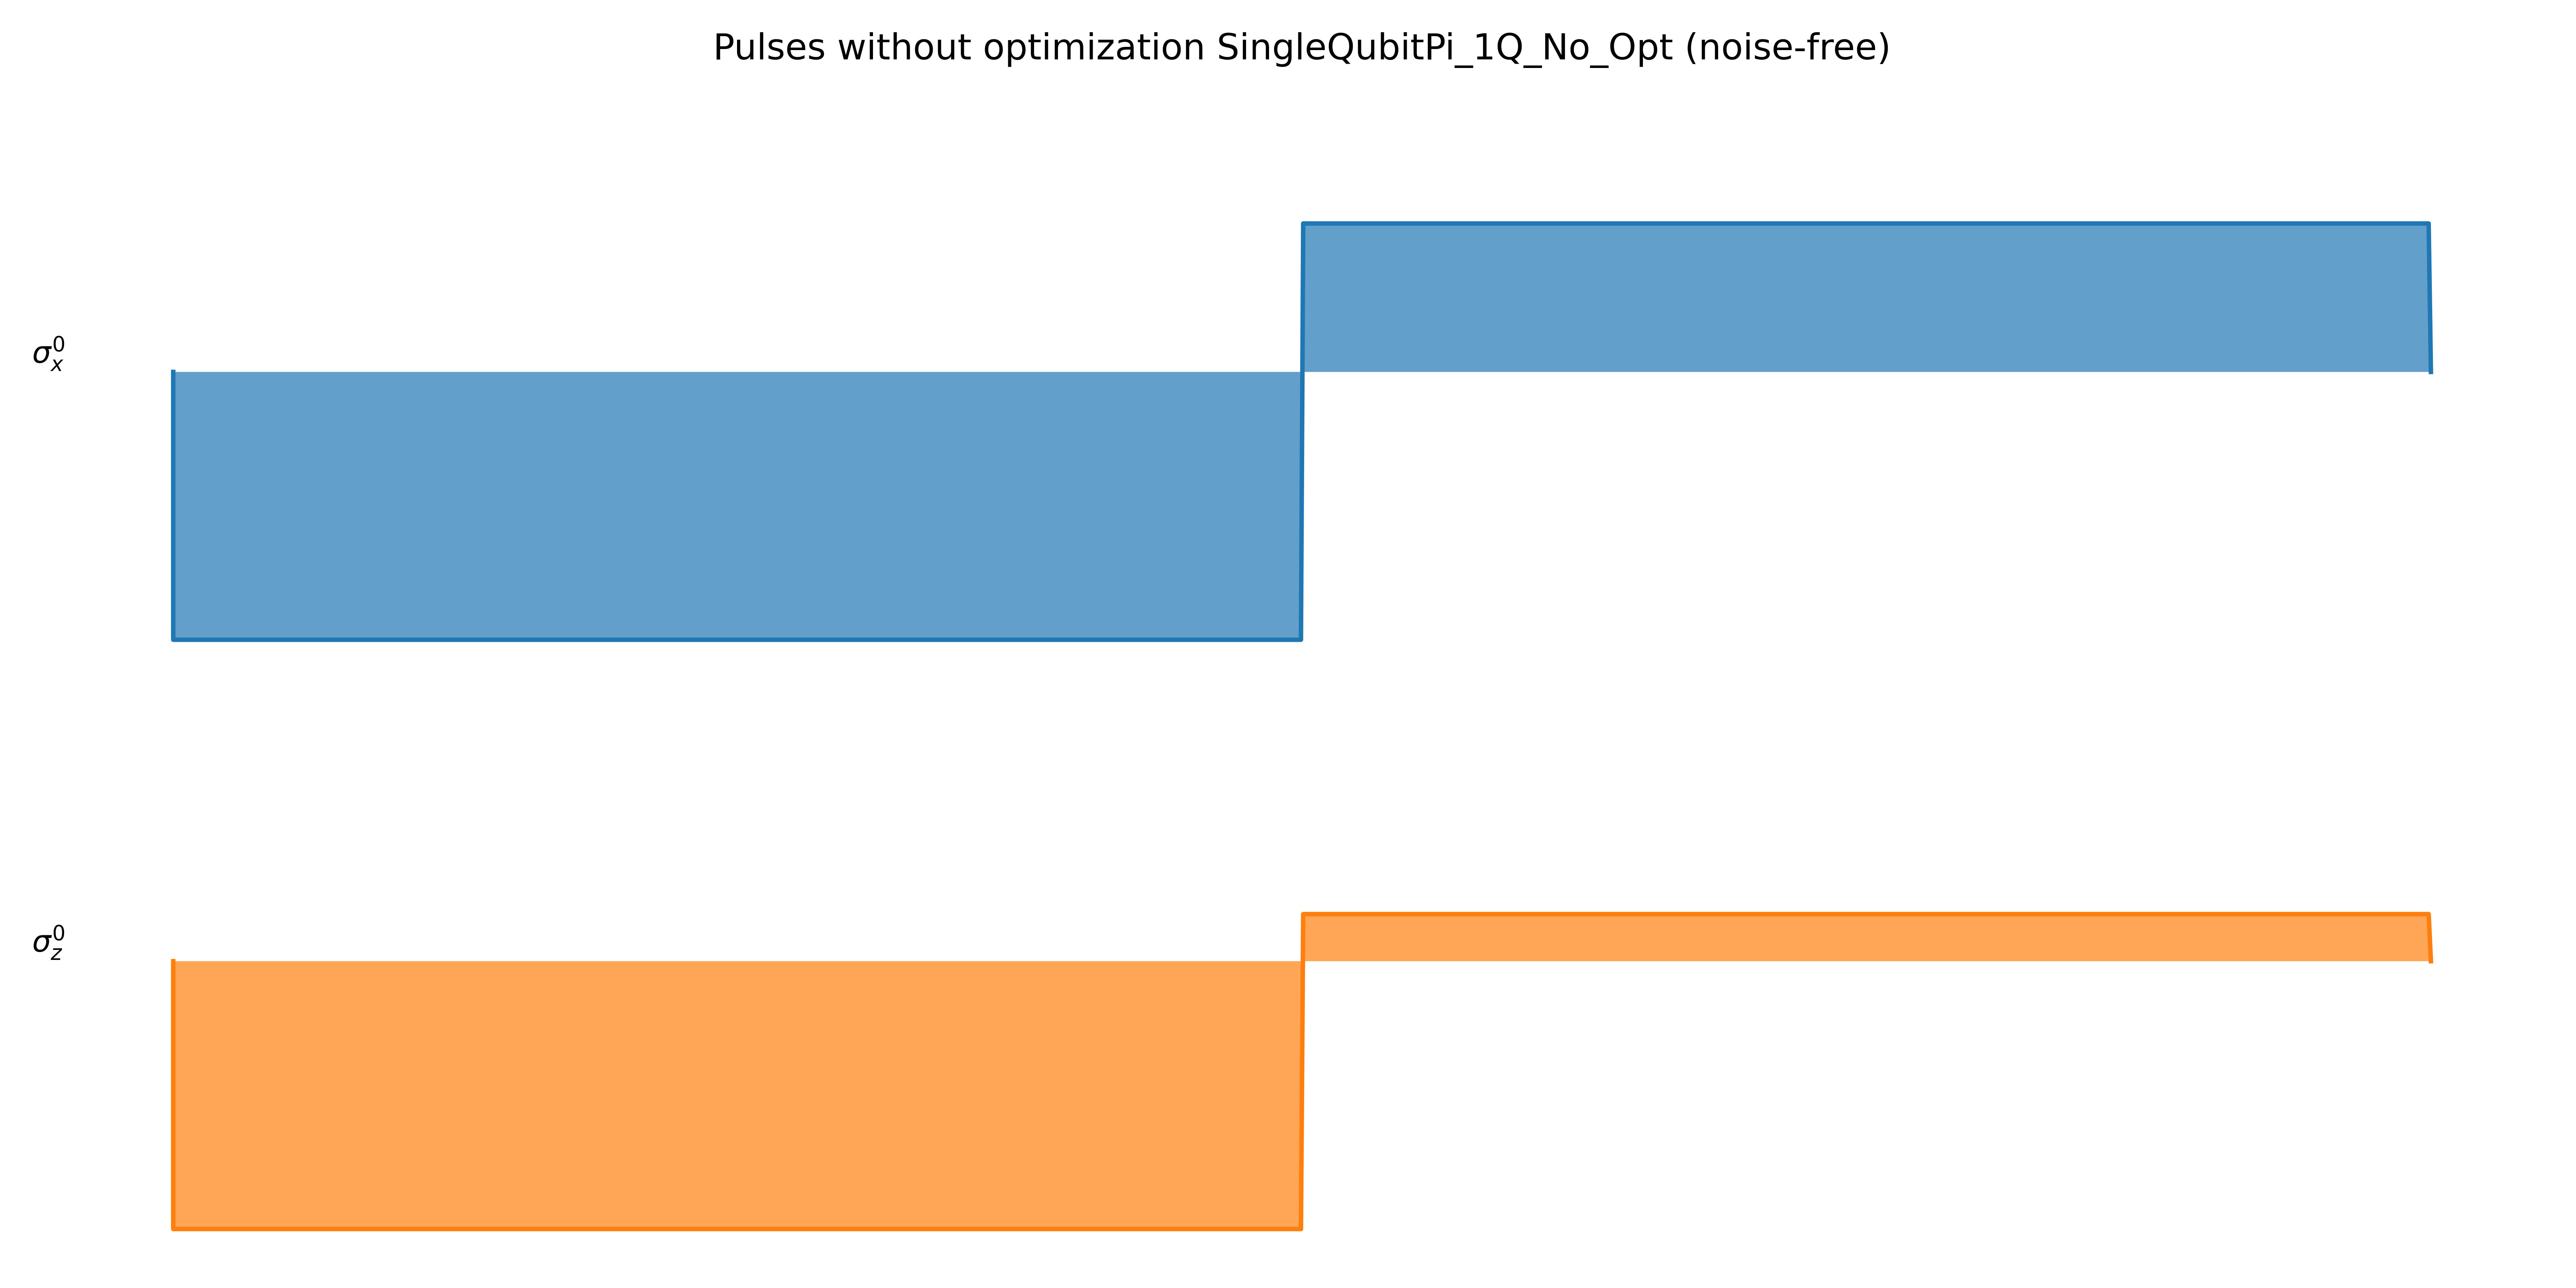 Pulses without optimization SingleQubitPi_1Q_No_Opt (noise-free)
σ_x^0
σ_z^0